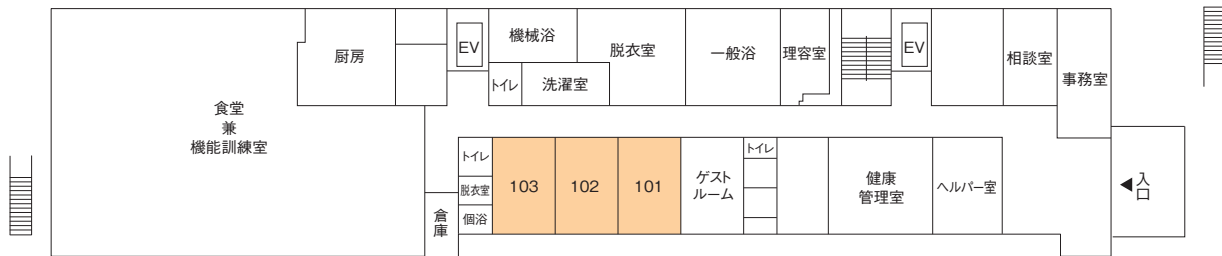 厨房
EV
機械浴
脱衣室
一般浴
理容室
EV
相談室
事務室
トイレ
洗濯室
食堂
兼
機能訓練室
トイレ
脱衣室
個浴
倉庫
103
102
101
ゲスト
ルーム
トイレ
健康
管理室
ヘルパー室
◀入口